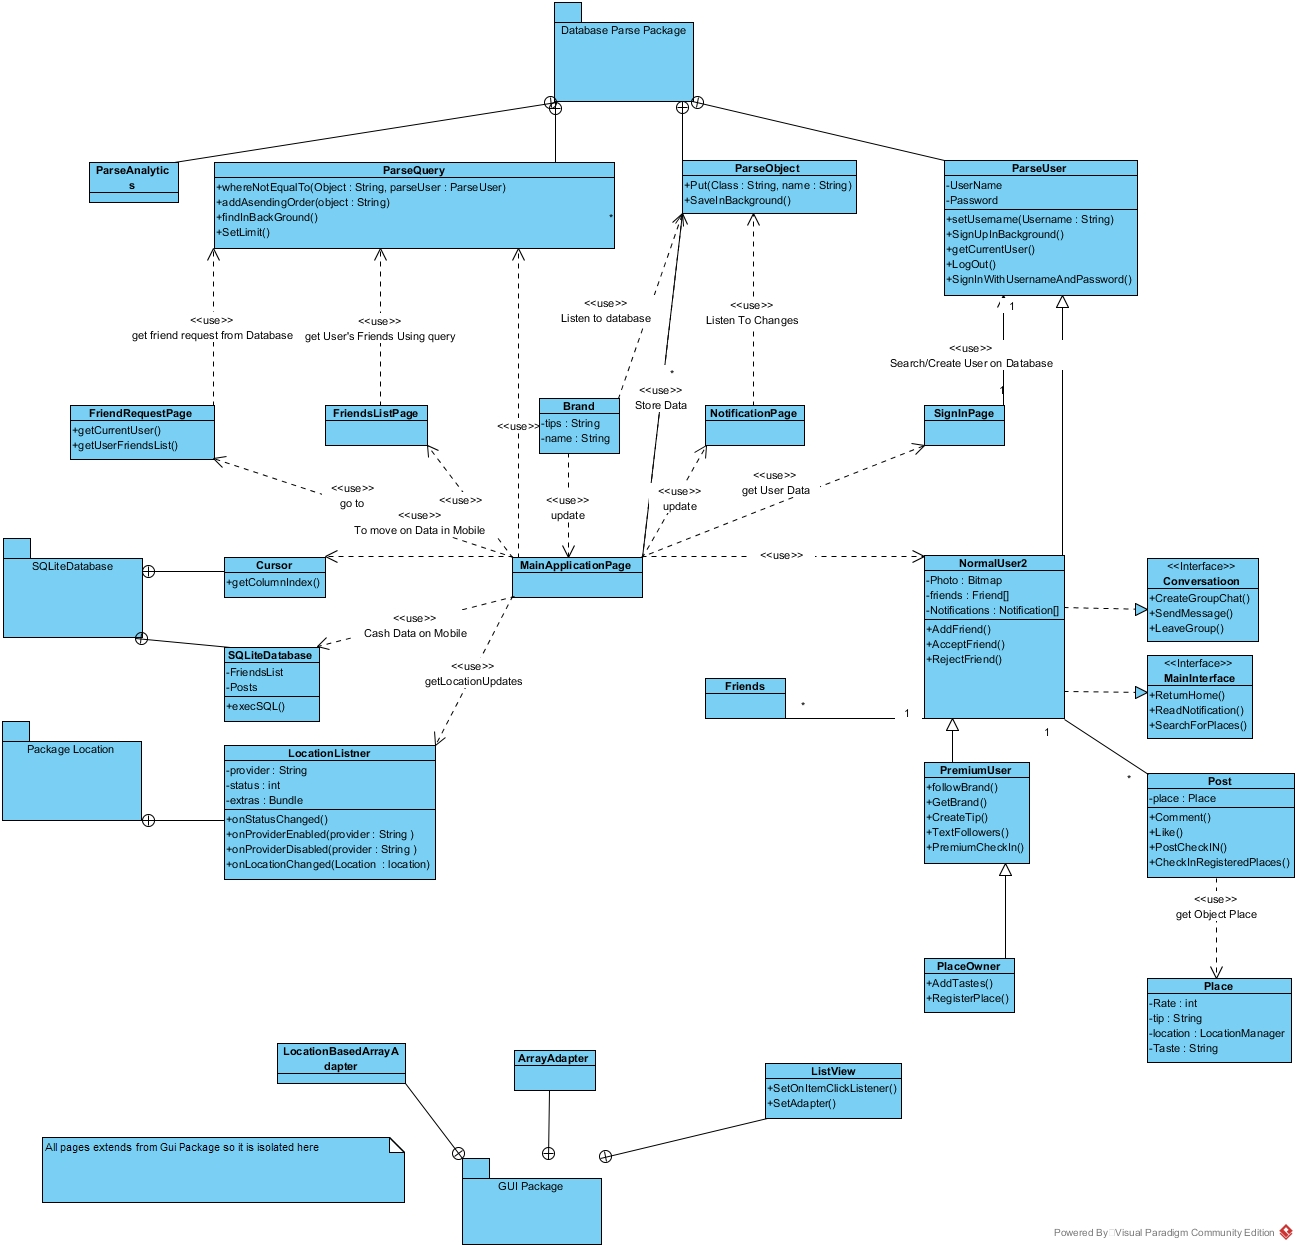 Database Parse Package
ParseAnalytic
s
ParseQuery
+whereNotEqualTo(Object : String, parseUser : ParseUser)
+addAsendingOrder(object : String)
+findInBackGround()
+SetLimit()
*
ParseObject
+Put(Class : String, name : String)
+SaveInBackground()
ParseUser
-UserName
-Password
+setUsername(Username : String)
+SignUpInBackground()
+getCurrentUser()
+LogOut()
+SignInWithUsernameAndPassword()
1
<<use>>
get friend request from Database
<<use>>
get User's Friends Using query
<<use>>
Listen to database
<<use>>
Listen To Changes
<<use>>
Search/Create User on Database
*
<<use>>
Store Data
1
FriendRequestPage
+getCurrentUser()
+getUserFriendsList()
FriendsListPage
<<use>>
Brand
-tips : String
-name : String
NotificationPage
SignInPage
<<use>>
go to
<<use>>
<<use>>
To move on Data in Mobile
<<use>>
update
<<use>>
update
<<use>>
get User Data
SQLiteDatabase
Cursor
+getColumnIndex()
MainApplicationPage
<<use>>
NormalUser2
-Photo : Bitmap
-friends : Friend[]
-Notifications : Notification[]
+AddFriend()
+AcceptFriend()
+RejectFriend()
<<Interface>>
Conversatioon
+CreateGroupChat()
+SendMessage()
+LeaveGroup()
<<use>>
Cash Data on Mobile
SQLiteDatabase
-FriendsList
-Posts
+execSQL()
<<use>>
getLocationUpdates
Friends
*
1
<<Interface>>
MainInterface
+ReturnHome()
+ReadNotification()
+SearchForPlaces()
Package Location
LocationListner
-provider : String
-status : int
-extras : Bundle
+onStatusChanged()
+onProviderEnabled(provider : String )
+onProviderDisabled(provider : String )
+onLocationChanged(Location  : location)
1
*
PremiumUser
+followBrand()
+GetBrand()
+CreateTip()
+TextFollowers()
+PremiumCheckIn()
Post
-place : Place
+Comment()
+Like()
+PostCheckIN()
+CheckInRegisteredPlaces()
<<use>>
get Object Place
PlaceOwner
+AddTastes()
+RegisterPlace()
Place
-Rate : int
-tip : String
-location : LocationManager
-Taste : String
LocationBasedArrayA
dapter
ArrayAdapter
ListView
+SetOnItemClickListener()
+SetAdapter()
All pages extends from Gui Package so it is isolated here
GUI Package
Powered By Visual Paradigm Community Edition